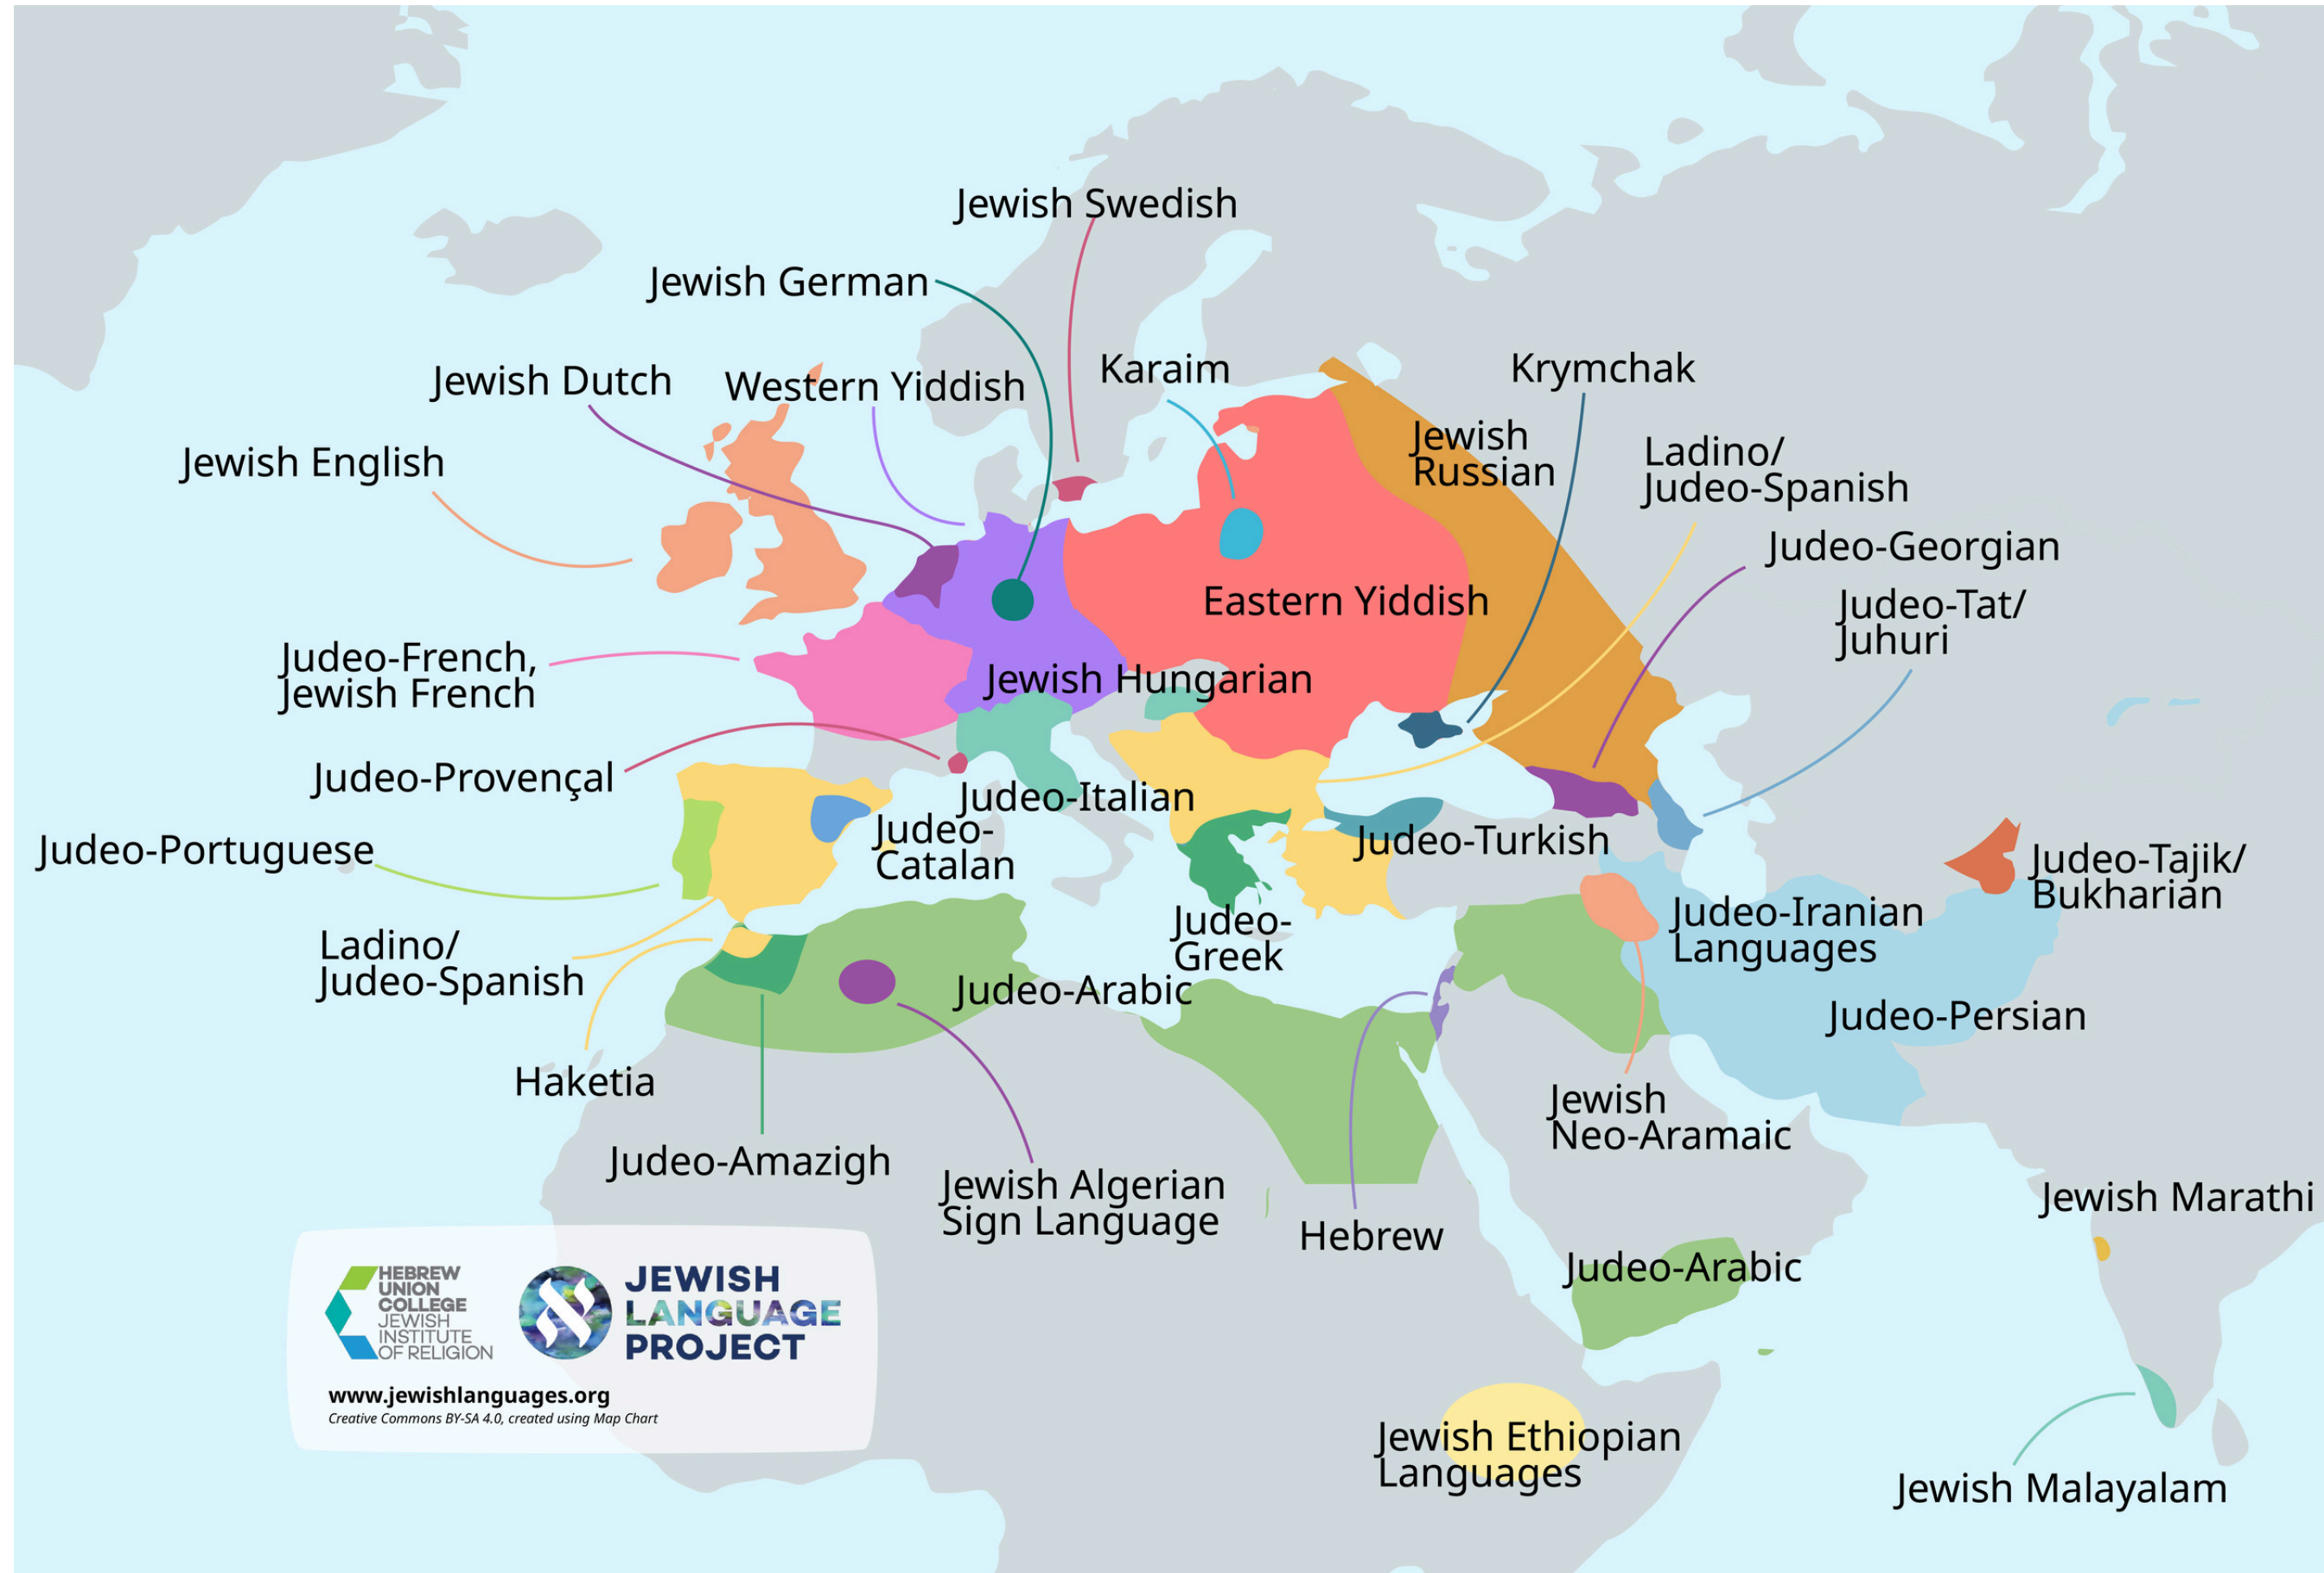 Jewish Swedish
Jewish German
Jewish Dutch
Western Yiddish
Karaim
Krymchak
Jewish English
Jewish
Russian
Ladino/
Judeo-Spanish
Judeo-Georgian
Judeo-Tat/
Juhuri
Eastern Yiddish
Judeo-French,
Jewish French
Jewish Hungarian
Judeo-Provençal
Judeo-Italian
Judeo-
Catalan
Judeo-Turkish
Judeo-Portuguese
Judeo-Tajik/
Bukharian
Judeo-Iranian
Languages
Judeo-
Greek
Ladino/
Judeo-Spanish
Judeo-Arabic
Judeo-Persian
Haketia
Jewish
Neo-Aramaic
Judeo-Amazigh
Jewish Algerian
Sign Language
Hebrew
Jewish Marathi
Judeo-Arabic
Jewish Ethiopian
Languages
Jewish Malayalam
HEBREW
UNION
COLLEGE
JEWISH
INSTITUTE
OF RELIGION
JEWISH
LANGUAGE
PROJECT
www.jewishlanguages.org
Creative Commons BY-SA 4.0, created using Map Chart